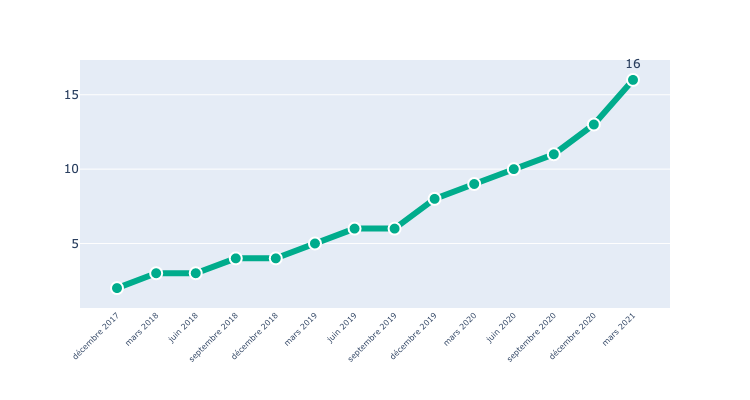 16
15
10
5
décembre 2017
mars 2018
juin 2018
septembre 2018
décembre 2018
mars 2019
juin 2019
septembre 2019
décembre 2019
mars 2020
juin 2020
septembre 2020
décembre 2020
mars 2021